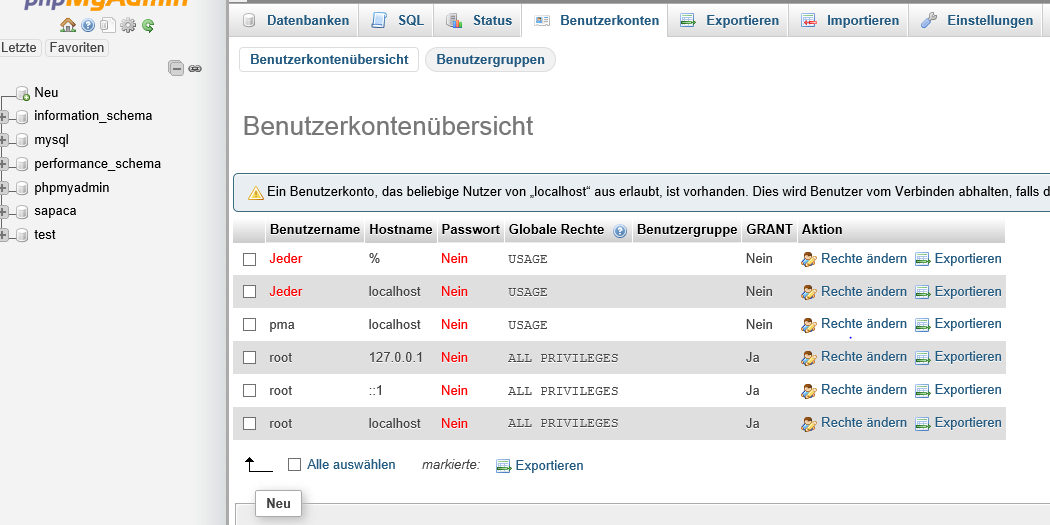 phpMyAdmin
Letzte Favoriten
Neu
information_schema
mysql
performance_schema
phpmyadmin
sapaca
test
Datenbanken SQL Status Benutzerkonten Exportieren Importieren Einstellungen
Benutzerkontenübersicht Benutzergruppen
Benutzerkontenübersicht
Ein Benutzerkonto, das beliebige Nutzer von „localhost“ aus erlaubt, ist vorhanden. Dies wird Benutzer vom Verbinden abhalten, falls d
Benutzername Hostname Passwort Globale Rechte Benutzergruppe GRANT Aktion
Jeder % Nein USAGE Nein Rechte ändern Exportieren
Jeder localhost Nein USAGE Nein Rechte ändern Exportieren
pma localhost Nein USAGE Nein Rechte ändern Exportieren
root 127.0.0.1 Nein ALL PRIVILEGES Ja Rechte ändern Exportieren
root ::1 Nein ALL PRIVILEGES Ja Rechte ändern Exportieren
root localhost Nein ALL PRIVILEGES Ja Rechte ändern Exportieren
Alle auswählen markierte: Exportieren
Neu